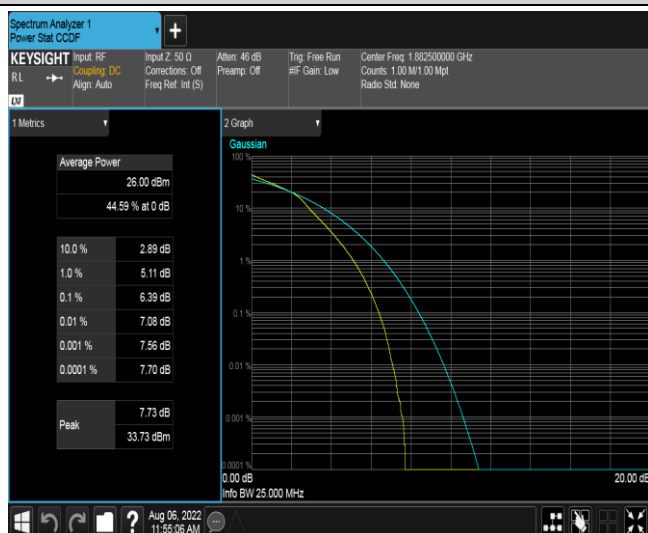 Spectrum Analyzer 1
Power Stat CCDF
KEYSIGHT
RL
LXI
Input: RF
Coupling: DC
Align: Auto
Input Z: 50 Ω
Corrections: Off
Freq Ref: Int (S)
Atten: 46 dB
Preamp: Off
Trig: Free Run
#IF Gain: Low
Center Freq: 1.882500000 GHz
Counts: 1.00 M/1.00 Mpt
Radio Std: None
1 Metrics
Average Power
26.00 dBm
44.59 % at 0 dB
10.0 % 2.89 dB
1.0 % 5.11 dB
0.1 % 6.39 dB
0.01 % 7.08 dB
0.001 % 7.56 dB
0.0001 % 7.70 dB
Peak
7.73 dB
33.73 dBm
2 Graph
Gaussian
100 %
10 %
1 %
0.1 %
0.01 %
0.001 %
0.0001 %
0.00 dB 20.00 dB
Info BW 25.000 MHz
Aug 06, 2022
11:55:06 AM